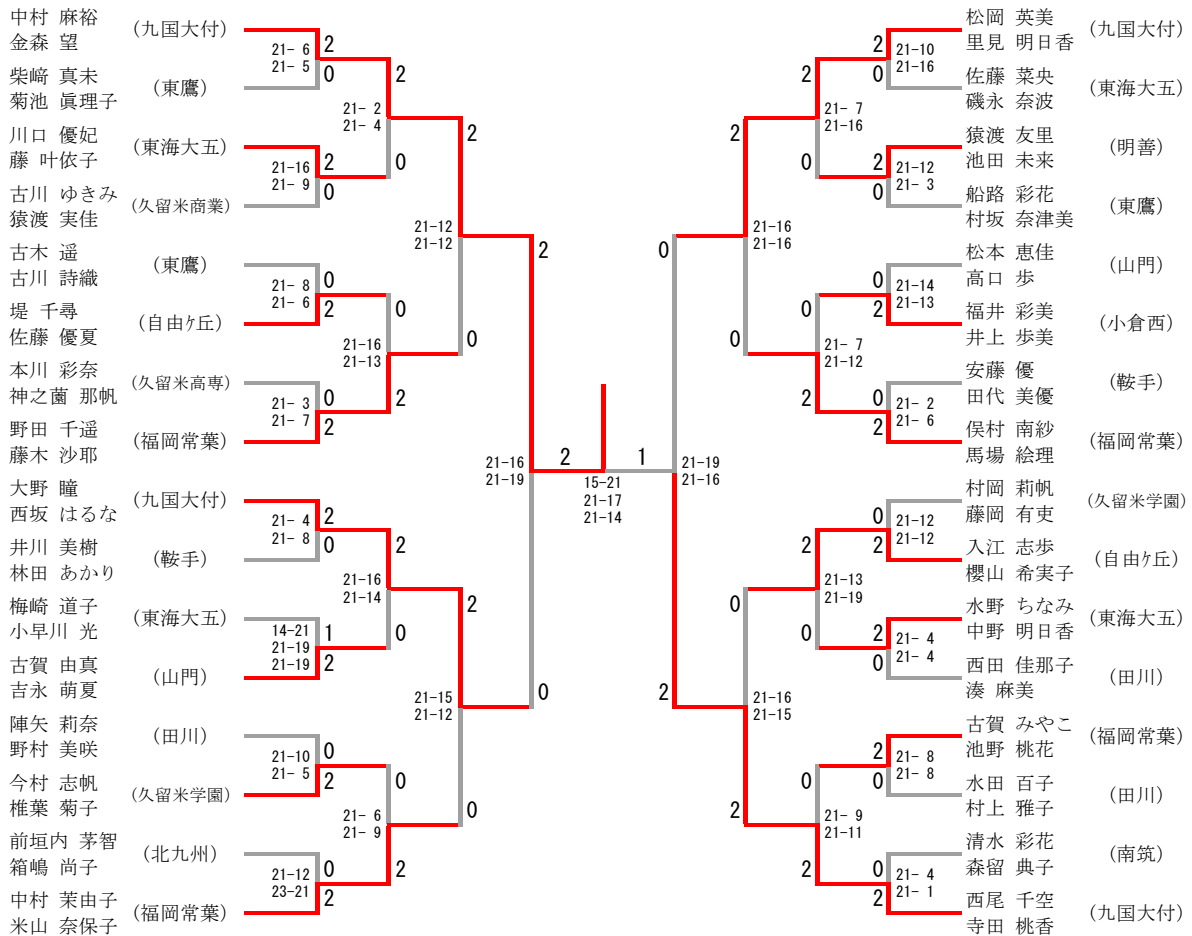 中村 麻裕
金森 望
(九国大付)
柴﨑 真未
菊池 眞理子
(東鷹)
21- 6
21- 5
2
0
川口 優妃
藤 叶依子
(東海大五)
古川 ゆきみ
猿渡 実佳
(久留米商業)
21-16
21- 9
2
0
21- 2
21- 4
2
0
古木 遥
古川 詩織
(東鷹)
堤 千尋
佐藤 優夏
(自由ケ丘)
21- 8
21- 6
0
2
本川 彩奈
神之薗 那帆
(久留米高専)
野田 千遥
藤木 沙耶
(福岡常葉)
21- 3
21- 7
0
2
21-16
21-13
0
2
21-12
21-12
2
0
大野 瞳
西坂 はるな
(九国大付)
井川 美樹
林田 あかり
(鞍手)
21- 4
21- 8
2
0
梅崎 道子
小早川 光
(東海大五)
古賀 由真
吉永 萌夏
(山門)
14-21
21-19
21-19
1
2
21-16
21-14
2
0
陣矢 莉奈
野村 美咲
(田川)
今村 志帆
椎葉 菊子
(久留米学園)
21-10
21- 5
0
2
前垣内 茅智
箱嶋 尚子
(北九州)
中村 茉由子
米山 奈保子
(福岡常葉)
21-12
23-21
0
2
21- 6
21- 9
0
2
21-15
21-12
2
0
21-16
21-19
2
0
2
1
15-21
21-17
21-14
松岡 英美
里見 明日香
(九国大付)
佐藤 菜央
磯永 奈波
(東海大五)
2
0
21-10
21-16
猿渡 友里
池田 未来
(明善)
船路 彩花
村坂 奈津美
(東鷹)
2
0
21-12
21- 3
2
0
21- 7
21-16
松本 恵佳
高口 歩
(山門)
福井 彩美
井上 歩美
(小倉西)
0
2
21-14
21-13
安藤 優
田代 美優
(鞍手)
俣村 南紗
馬場 絵理
(福岡常葉)
0
2
21- 2
21- 6
0
2
21- 7
21-12
2
0
21-16
21-16
村岡 莉帆
藤岡 有吏
(久留米学園)
入江 志歩
櫻山 希実子
(自由ケ丘)
0
2
21-12
21-12
水野 ちなみ
中野 明日香
(東海大五)
西田 佳那子
湊 麻美
(田川)
2
0
21- 4
21- 4
2
0
21-13
21-19
古賀 みやこ
池野 桃花
(福岡常葉)
水田 百子
村上 雅子
(田川)
2
0
21- 8
21- 8
清水 彩花
森留 典子
(南筑)
西尾 千空
寺田 桃香
(九国大付)
0
2
21- 4
21- 1
0
2
21- 9
21-11
0
2
21-16
21-15
0
2
21-19
21-16